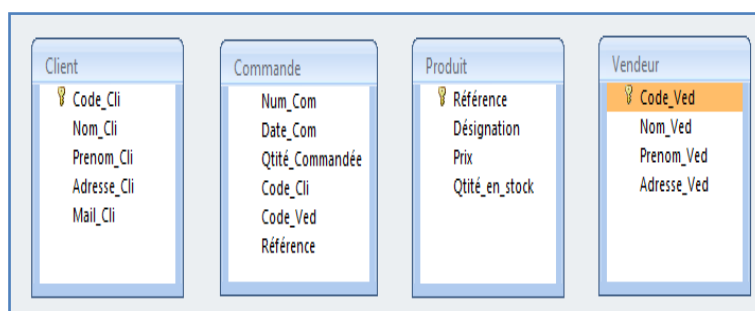 Client
Code_Cli
Nom_Cli
Prenom_Cli
Adresse_Cli
Mail_Cli
Commande
Num_Com
Date_Com
Qtité_Commandée
Code_Cli
Code_Ved
Référence
Produit
Référence
Désignation
Prix
Qtité_en_stock
Vendeur
Code_Ved
Nom_Ved
Prenom_Ved
Adresse_Ved